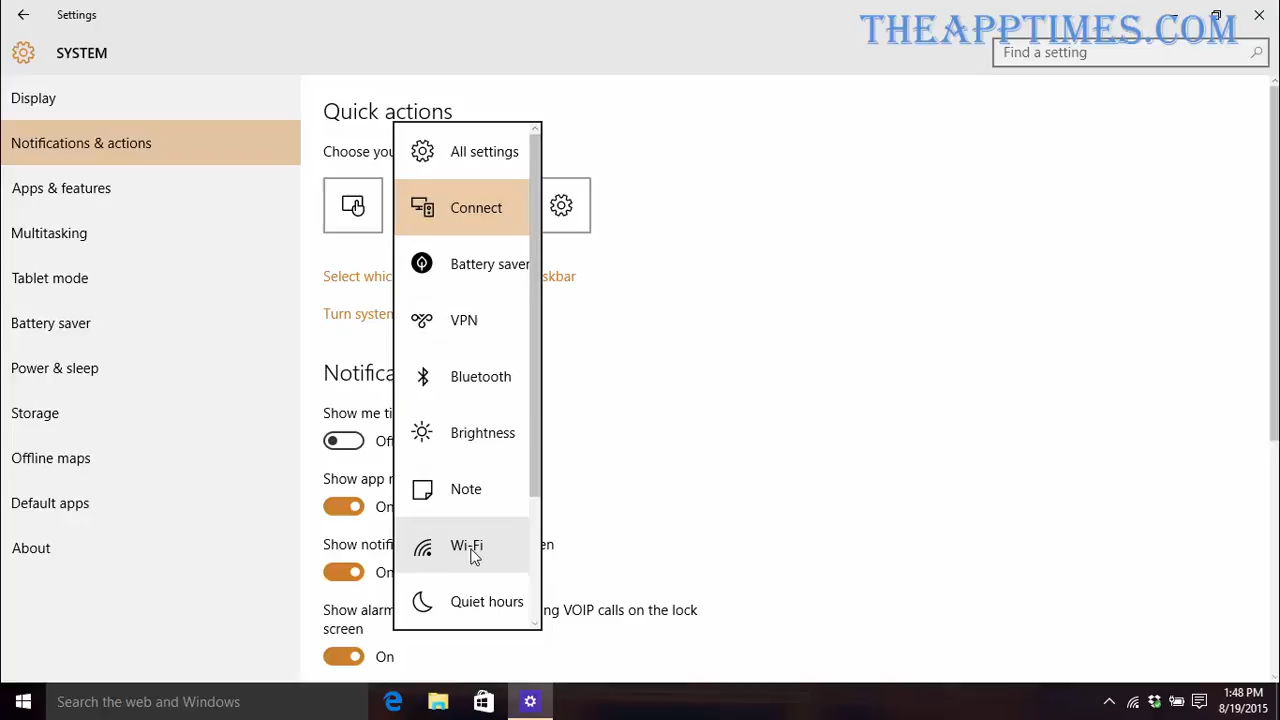 Settings
THEAPPTIMES.COM
SYSTEM
Find a setting
Display
Notifications & actions
Apps & features
Multitasking
Tablet mode
Battery saver
Power & sleep
Storage
Offline maps
Default apps
About
Quick actions
Choose you
Select whic
skbar
Turn system
Notifica
Show me ti
Off
Show app n
On
Show notifi
en
On
Show alarm
ng VOIP calls on the lock
screen
On
All settings
Connect
Battery saver
VPN
Bluetooth
Brightness
Note
Wi-Fi
Quiet hours
Search the web and Windows
1:48 PM
8/19/2015